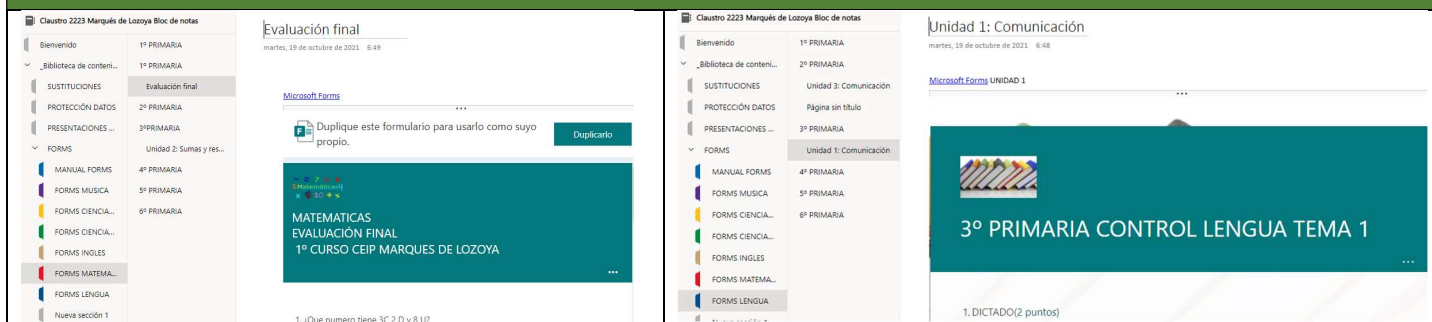 Claustro 2223 Marqués de Lozoya Bloc de notas
Bienvenido
_Biblioteca de conteni...
SUSTITUCIONES
PROTECCIÓN DATOS
PRESENTACIONES ...
FORMS
MANUAL FORMS
FORMS MUSICA
FORMS CIENCIA...
FORMS CIENCIA...
FORMS INGLES
FORMS MATEMA...
FORMS LENGUA
Nueva sección 1
1º PRIMARIA
1º PRIMARIA
Evaluación final
2º PRIMARIA
3ºPRIMARIA
Unidad 2: Sumas y res...
4º PRIMARIA
5º PRIMARIA
6º PRIMARIA
Evaluación final
martes, 19 de octubre de 2021 6:49
Microsoft Forms
...
Duplique este formulario para usarlo como suyo
propio.
Duplicarlo
MATEMATICAS
EVALUACIÓN FINAL
1º CURSO CEIP MARQUES DE LOZOYA
...
1. ¿Que numero tiene 3C 2 D y 8 U?
Claustro 2223 Marqués de Lozoya Bloc de notas
Bienvenido
_Biblioteca de conteni...
SUSTITUCIONES
PROTECCIÓN DATOS
PRESENTACIONES ...
FORMS
MANUAL FORMS
FORMS MUSICA
FORMS CIENCIA...
FORMS CIENCIA...
FORMS INGLES
FORMS MATEMA...
FORMS LENGUA
1º PRIMARIA
2º PRIMARIA
Unidad 3: Comunicación
Página sin título
3º PRIMARIA
Unidad 1: Comunicación
4º PRIMARIA
5º PRIMARIA
6º PRIMARIA
Unidad 1: Comunicación
martes, 19 de octubre de 2021 6:48
Microsoft Forms UNIDAD 1
...
3º PRIMARIA CONTROL LENGUA TEMA 1
...
1. DICTADO(2 puntos)